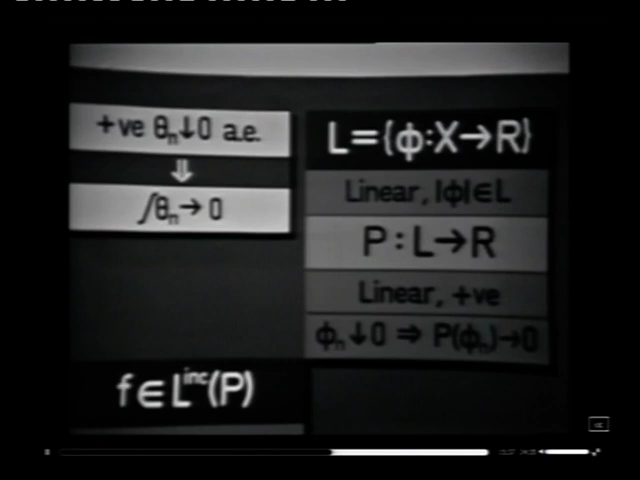 +ve θₙ↓0 a.e.
⇓
∫θₙ→0
L={ϕ:X→R}
Linear, |ϕ|∈L
P:L→R
Linear, +ve
ϕₙ↓0 ⇒ P(ϕₙ)→0
f∈L^inc(P)